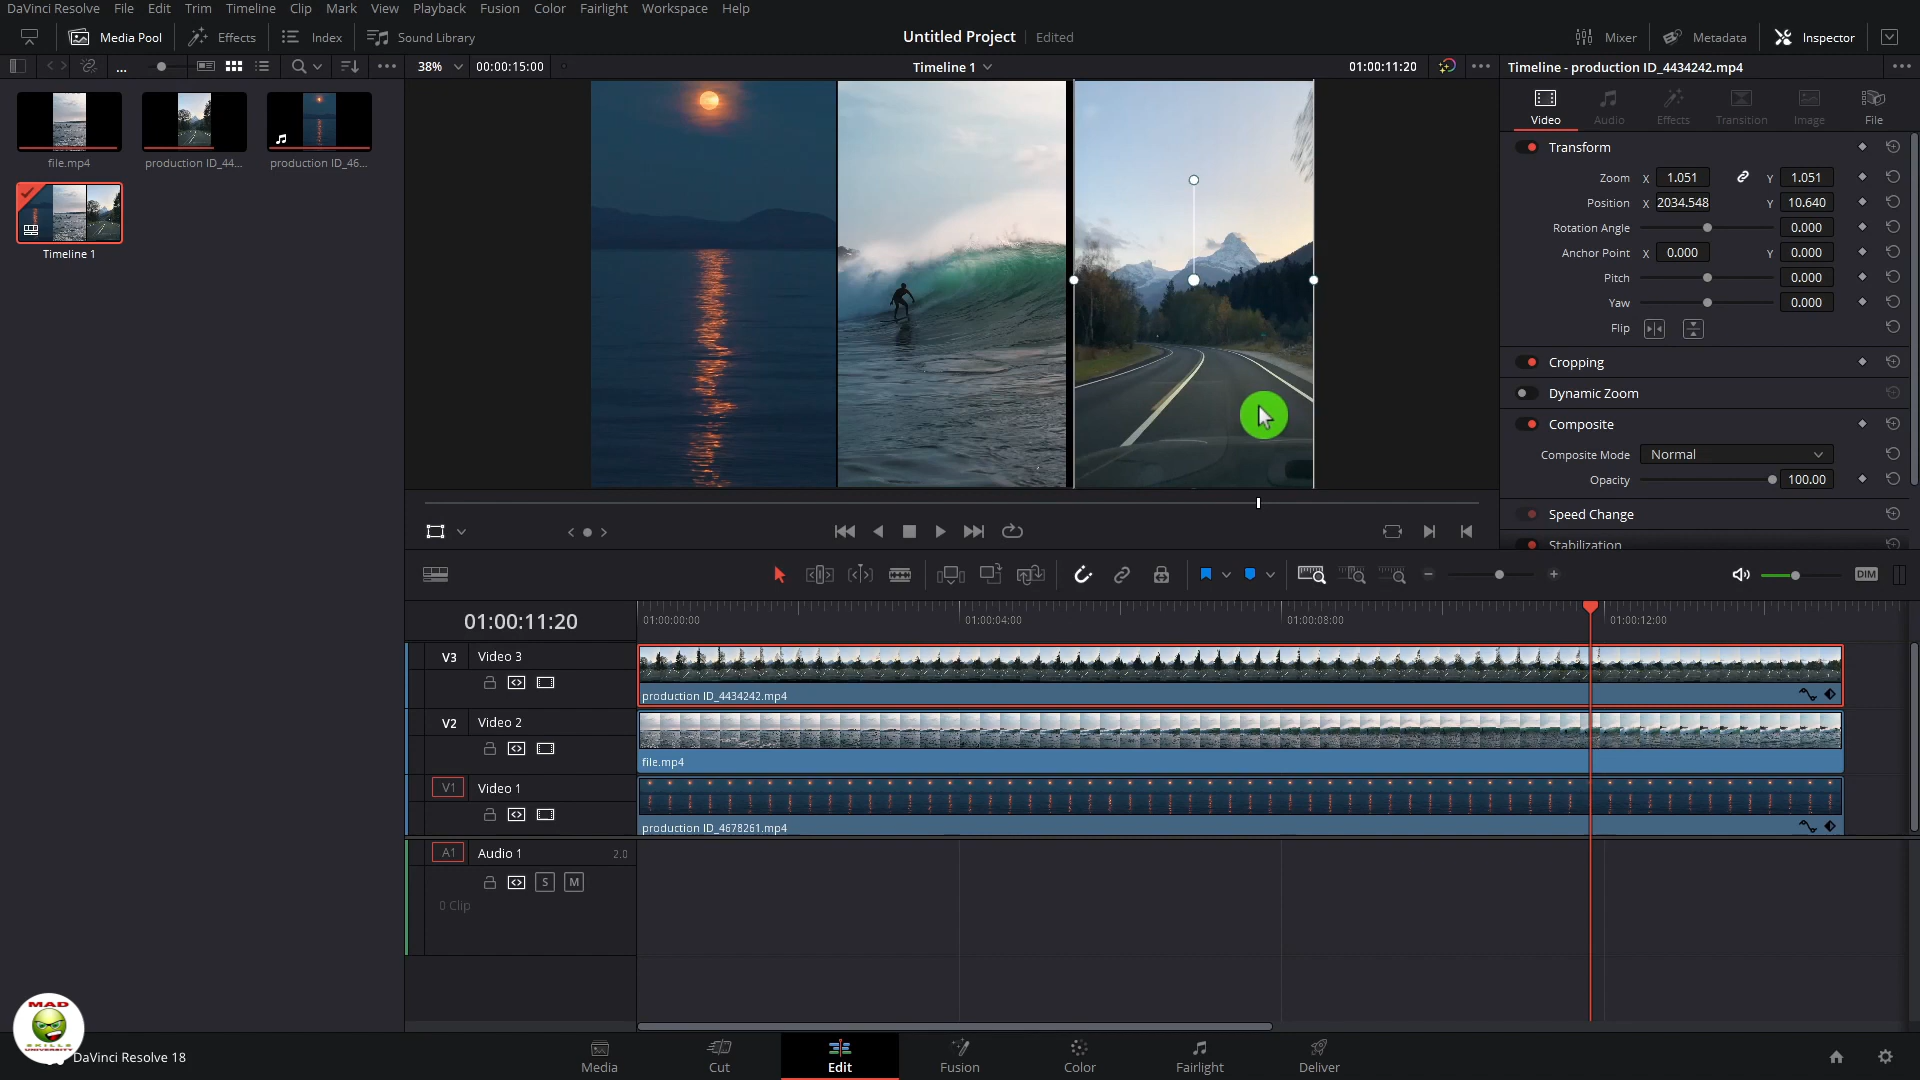 DaVinci Resolve File Edit Trim Timeline Clip Mark View Playback Fusion Color Fairlight Workspace Help
Media Pool Effects Index Sound Library Untitled Project Edited Mixer Metadata Inspector
... 38% 00:00:15:00 Timeline 1 01:00:11:20 Timeline - production ID_4434242.mp4
file.mp4 production ID_44... production ID_46...
Timeline 1
Video Audio Effects Transition Image File
Transform
Zoom X 1.051 Y 1.051
Position X 2034.548 Y 10.640
Rotation Angle 0.000
Anchor Point X 0.000 Y 0.000
Pitch 0.000
Yaw 0.000
Flip
Cropping
Dynamic Zoom
Composite
Composite Mode Normal
Opacity 100.00
Speed Change
Stabilization
DIM
01:00:11:20 01:00:00:00 01:00:04:00 01:00:08:00 01:00:12:00
V3 Video 3
production ID_4434242.mp4
V2 Video 2
file.mp4
V1 Video 1
production ID_4678261.mp4
A1 Audio 1 2.0
S M
0 Clip
MAD
SKILLS
UNIVERSITY
DaVinci Resolve 18
Media Cut Edit Fusion Color Fairlight Deliver